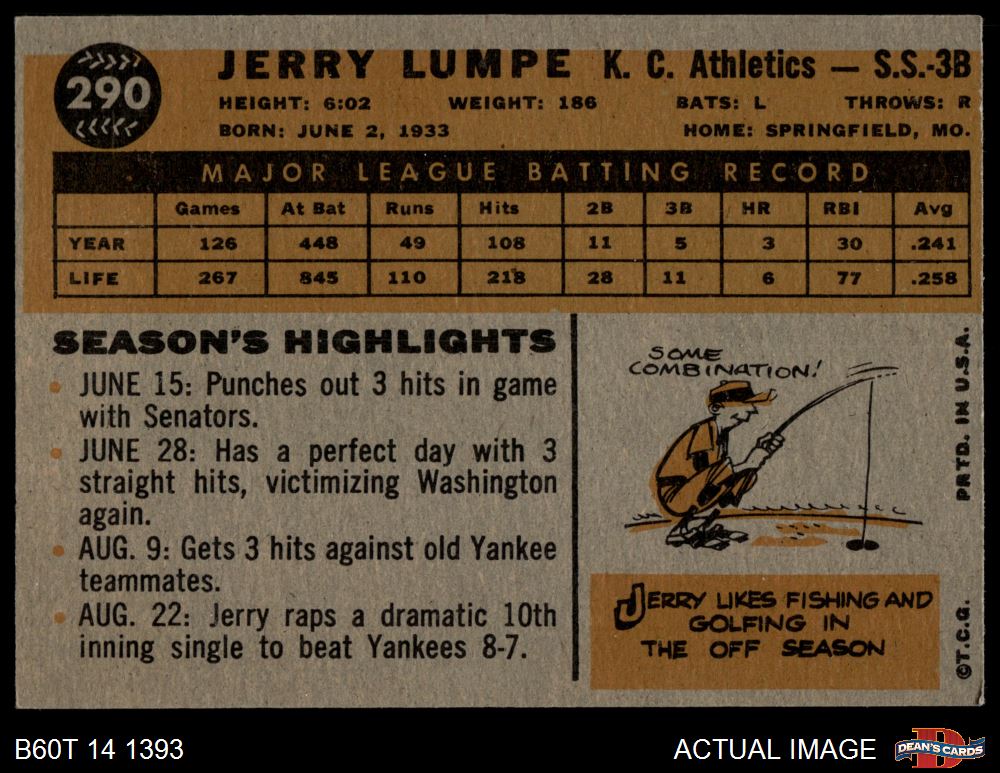 290
JERRY LUMPE K. C. Athletics — S.S.-3B
HEIGHT: 6:02 WEIGHT: 186 BATS: L THROWS: R
BORN: JUNE 2, 1933 HOME: SPRINGFIELD, MO.
MAJOR LEAGUE BATTING RECORD
Games At Bat Runs Hits 2B 3B HR RBI Avg
YEAR 126 448 49 108 11 5 3 30 .241
LIFE 267 845 110 218 28 11 6 77 .258
SEASON'S HIGHLIGHTS
• JUNE 15: Punches out 3 hits in game
with Senators.
• JUNE 28: Has a perfect day with 3
straight hits, victimizing Washington
again.
• AUG. 9: Gets 3 hits against old Yankee
teammates.
• AUG. 22: Jerry raps a dramatic 10th
inning single to beat Yankees 8-7.
SOME
COMBINATION!
JERRY LIKES FISHING AND
GOLFING IN
THE OFF SEASON
©T.C.G. PRTD. IN U.S.A.
B60T 14 1393
ACTUAL IMAGE
D
DEAN'S CARDS